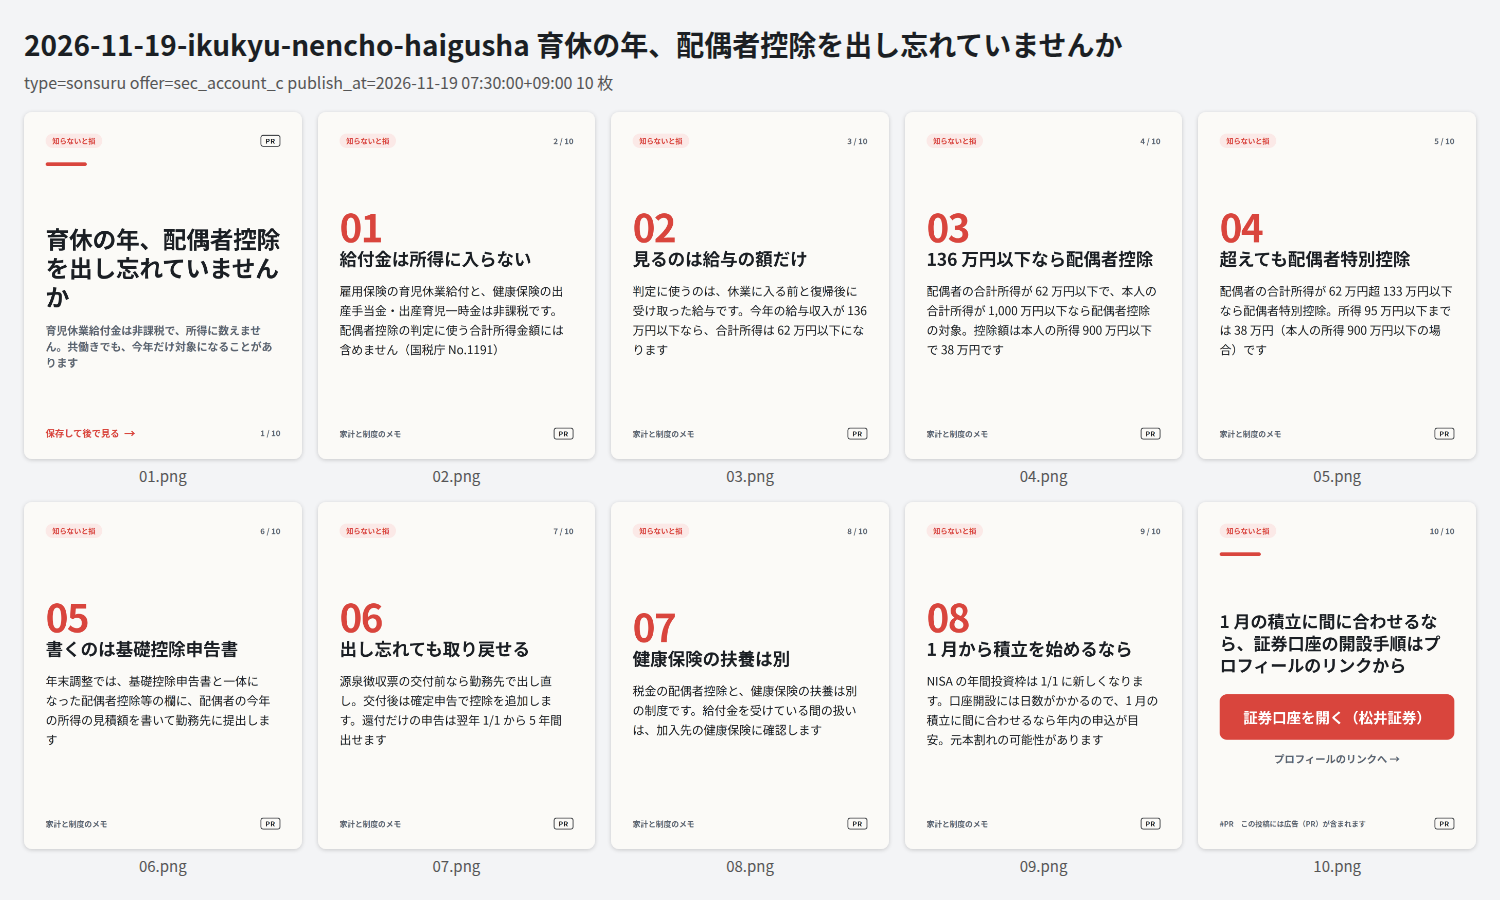 2026-11-19-ikukyu-nencho-haigusha 育休の年、配偶者控除を出し忘れていませんか
type=sonsuru offer=sec_account_c publish_at=2026-11-19 07:30:00+09:00 10 枚
知らないと損
PR
育休の年、配偶者控除
を出し忘れていません
か
育児休業給付金は非課税で、所得に数えませ
ん。共働きでも、今年だけ対象になることがあ
ります
保存して後で見る →
1 / 10
01.png
知らないと損
2 / 10
01
給付金は所得に入らない
雇用保険の育児休業給付と、健康保険の出
産手当金・出産育児一時金は非課税です。
配偶者控除の判定に使う合計所得金額には
含めません（国税庁 No.1191）
家計と制度のメモ
PR
02.png
知らないと損
3 / 10
02
見るのは給与の額だけ
判定に使うのは、休業に入る前と復帰後に
受け取った給与です。今年の給与収入が 136
万円以下なら、合計所得は 62 万円以下にな
ります
家計と制度のメモ
PR
03.png
知らないと損
4 / 10
03
136 万円以下なら配偶者控除
配偶者の合計所得が 62 万円以下で、本人の
合計所得が 1,000 万円以下なら配偶者控除
の対象。控除額は本人の所得 900 万円以下
で 38 万円です
家計と制度のメモ
PR
04.png
知らないと損
5 / 10
04
超えても配偶者特別控除
配偶者の合計所得が 62 万円超 133 万円以下
なら配偶者特別控除。所得 95 万円以下まで
は 38 万円（本人の所得 900 万円以下の場
合）です
家計と制度のメモ
PR
05.png
知らないと損
6 / 10
05
書くのは基礎控除申告書
年末調整では、基礎控除申告書と一体に
なった配偶者控除等の欄に、配偶者の今年
の所得の見積額を書いて勤務先に提出しま
す
家計と制度のメモ
PR
06.png
知らないと損
7 / 10
06
出し忘れても取り戻せる
源泉徴収票の交付前なら勤務先で出し直
し。交付後は確定申告で控除を追加しま
す。還付だけの申告は翌年 1/1 から 5 年間
出せます
家計と制度のメモ
PR
07.png
知らないと損
8 / 10
07
健康保険の扶養は別
税金の配偶者控除と、健康保険の扶養は別
の制度です。給付金を受けている間の扱い
は、加入先の健康保険に確認します
家計と制度のメモ
PR
08.png
知らないと損
9 / 10
08
1 月から積立を始めるなら
NISA の年間投資枠は 1/1 に新しくなりま
す。口座開設には日数がかかるので、1 月の
積立に間に合わせるなら年内の申込が目
安。元本割れの可能性があります
家計と制度のメモ
PR
09.png
知らないと損
10 / 10
1 月の積立に間に合わせるな
ら、証券口座の開設手順はプ
ロフィールのリンクから
証券口座を開く（松井証券）
プロフィールのリンクへ →
#PR この投稿には広告（PR）が含まれます
PR
10.png